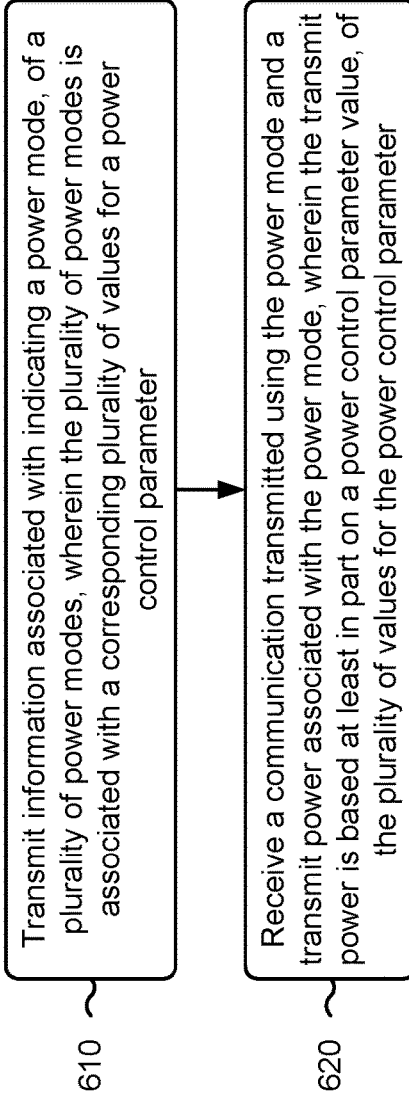 610
Transmit information associated with indicating a power mode, of a
plurality of power modes, wherein the plurality of power modes is
associated with a corresponding plurality of values for a power
control parameter
620
Receive a communication transmitted using the power mode and a
transmit power associated with the power mode, wherein the transmit
power is based at least in part on a power control parameter value, of
the plurality of values for the power control parameter